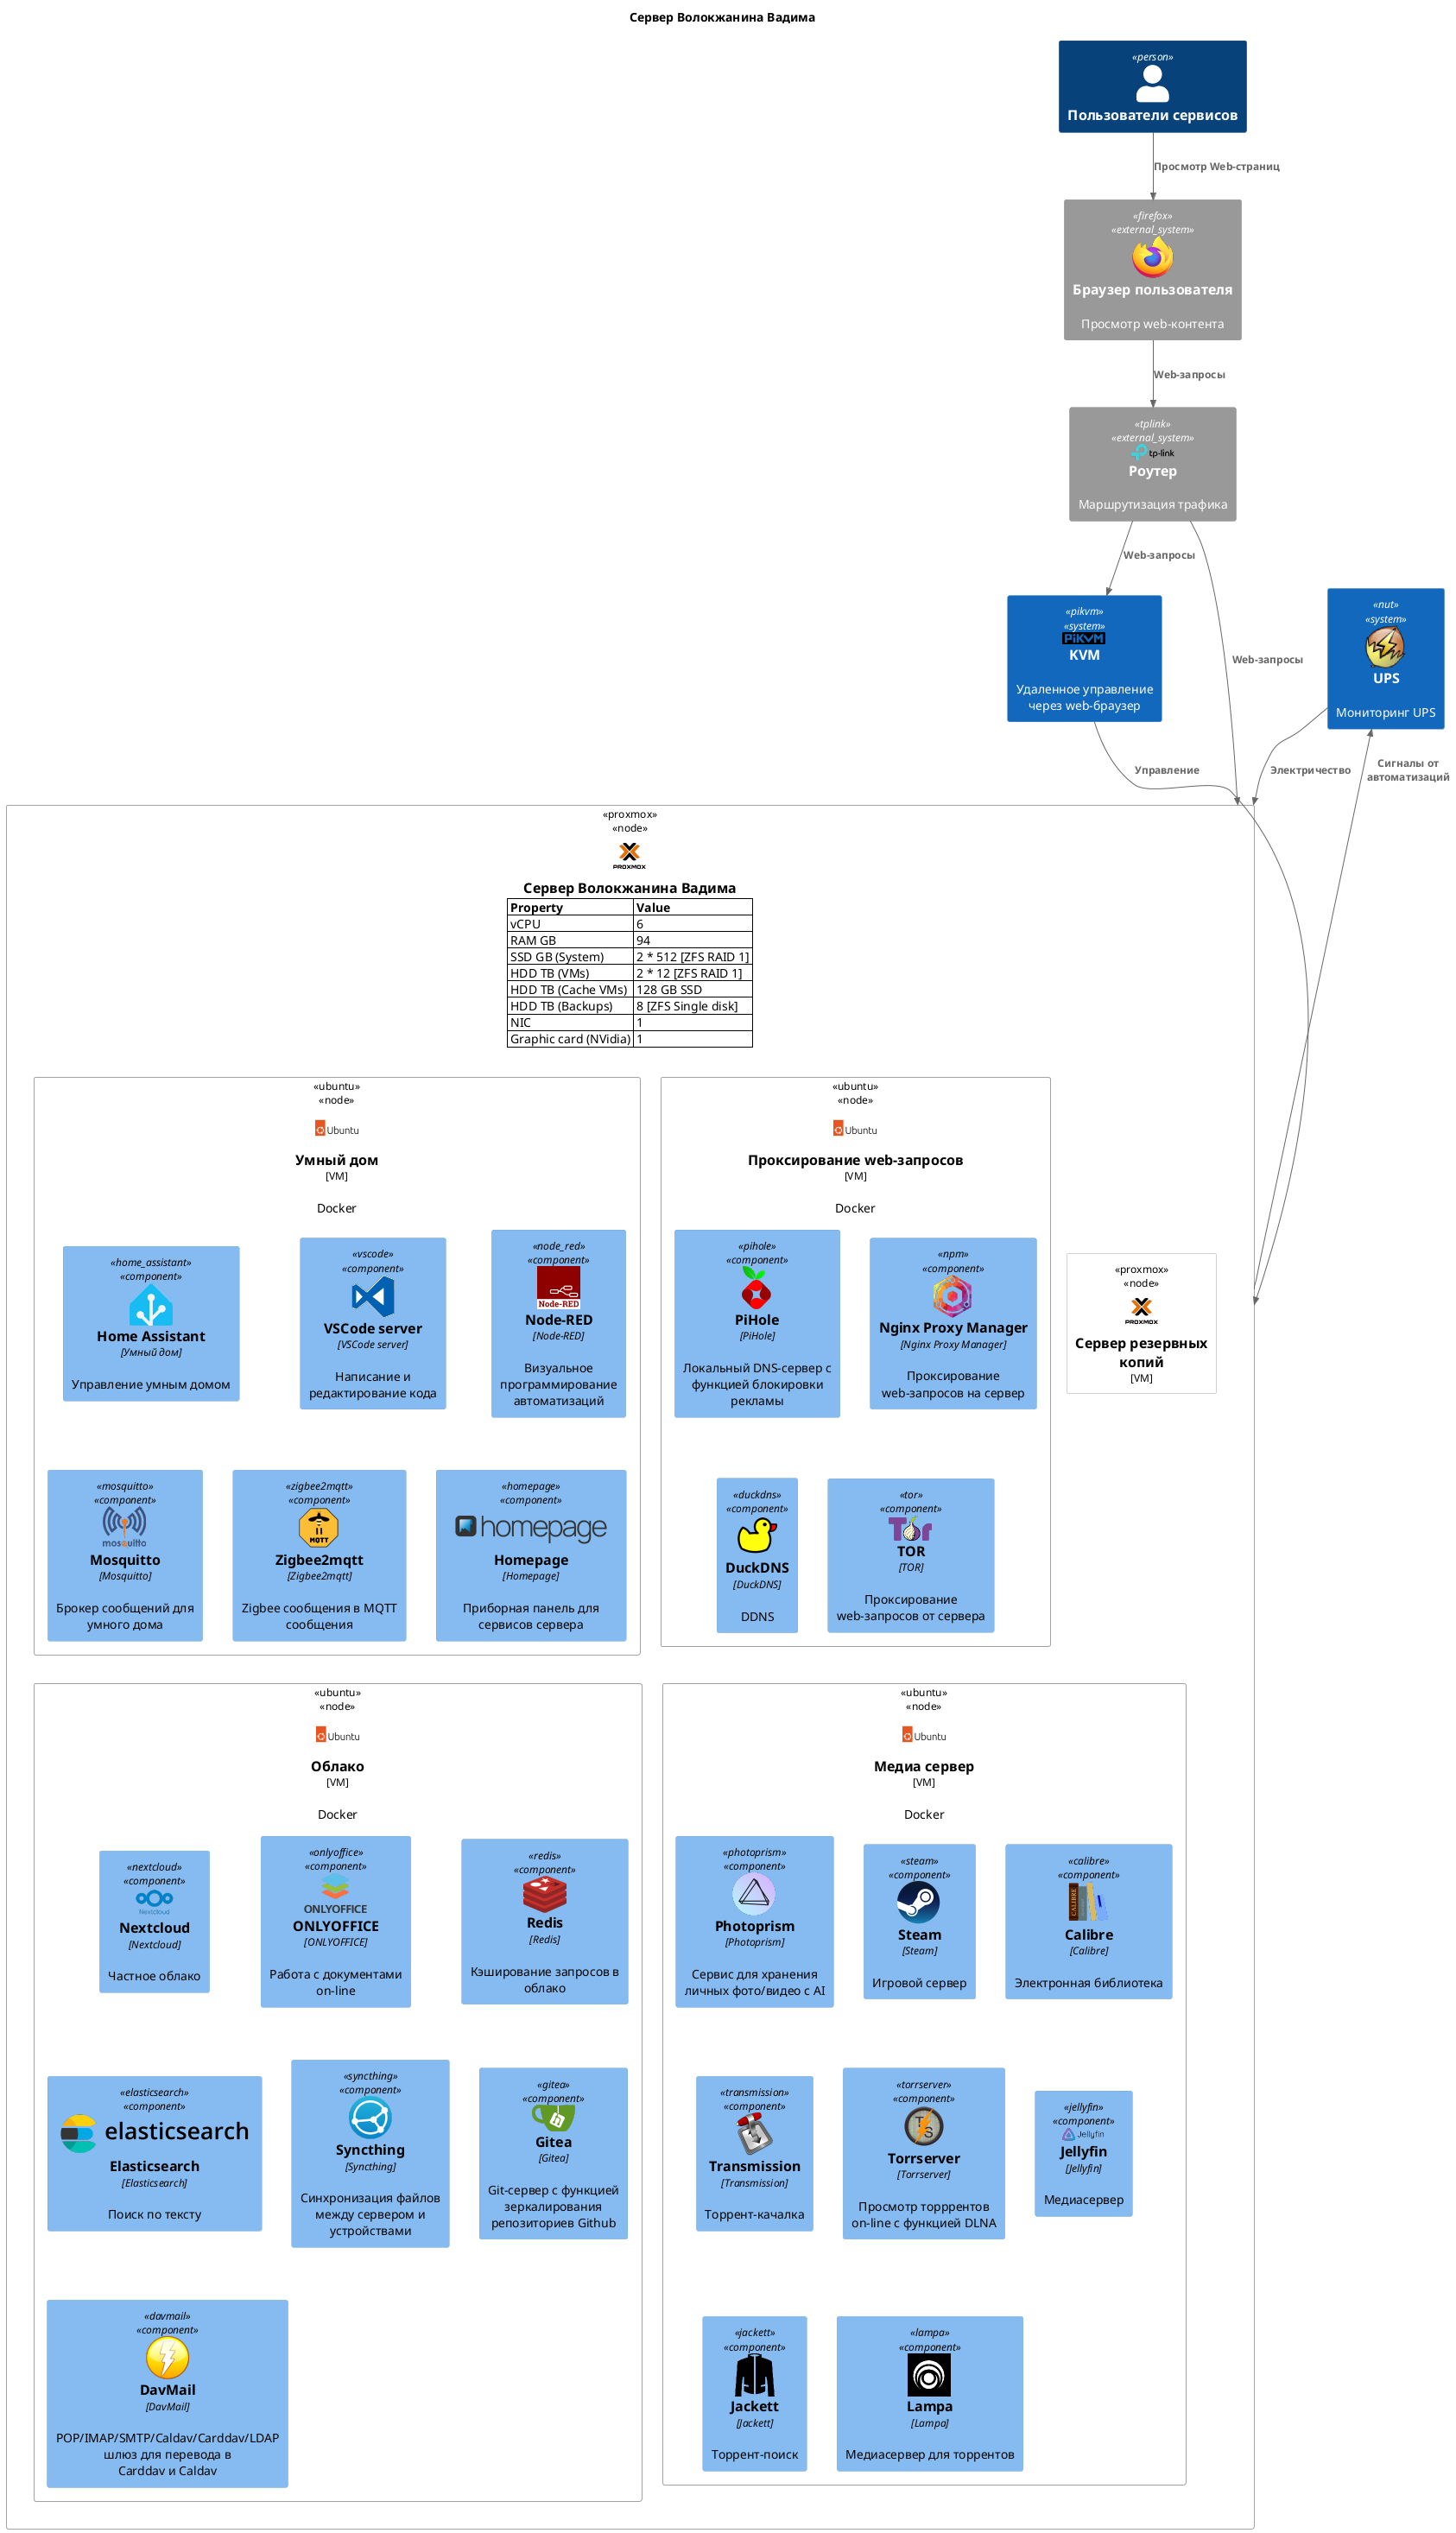 Сервер Волокжанина Вадима
«person»
Пользователи сервисов
Просмотр Web-страниц
«firefox»
«external_system»
Браузер пользователя
Просмотр web-контента
Web-запросы
«tplink»
«external_system»
tp-link
Роутер
Маршрутизация трафика
Web-запросы
Web-запросы
«pikvm»
«system»
PiKVM
KVM
Удаленное управление
через web-браузер
«nut»
«system»
UPS
Мониторинг UPS
Управление
Электричество
Сигналы от
автоматизаций
«proxmox»
«node»
PROXMOX
Сервер Волокжанина Вадима
Property Value
vCPU 6
RAM GB 94
SSD GB (System) 2 * 512 [ZFS RAID 1]
HDD TB (VMs) 2 * 12 [ZFS RAID 1]
HDD TB (Cache VMs) 128 GB SSD
HDD TB (Backups) 8 [ZFS Single disk]
NIC 1
Graphic card (NVidia) 1
«ubuntu»
«node»
Ubuntu
Умный дом
[VM]
Docker
«home_assistant»
«component»
Home Assistant
[Умный дом]
Управление умным домом
«vscode»
«component»
VSCode server
[VSCode server]
Написание и
редактирование кода
«node_red»
«component»
Node-RED
Node-RED
[Node-RED]
Визуальное
программирование
автоматизаций
«mosquitto»
«component»
mosquitto
Mosquitto
[Mosquitto]
Брокер сообщений для
умного дома
«zigbee2mqtt»
«component»
MQTT
Zigbee2mqtt
[Zigbee2mqtt]
Zigbee сообщения в MQTT
сообщения
«homepage»
«component»
homepage
Homepage
[Homepage]
Приборная панель для
сервисов сервера
«ubuntu»
«node»
Ubuntu
Проксирование web-запросов
[VM]
Docker
«pihole»
«component»
PiHole
[PiHole]
Локальный DNS-сервер с
функцией блокировки
рекламы
«npm»
«component»
Nginx Proxy Manager
[Nginx Proxy Manager]
Проксирование
web-запросов на сервер
«duckdns»
«component»
DuckDNS
[DuckDNS]
DDNS
«tor»
«component»
Tor
TOR
[TOR]
Проксирование
web-запросов от сервера
«proxmox»
«node»
PROXMOX
Сервер резервных
копий
[VM]
«ubuntu»
«node»
Ubuntu
Облако
[VM]
Docker
«nextcloud»
«component»
Nextcloud
Nextcloud
[Nextcloud]
Частное облако
«onlyoffice»
«component»
ONLYOFFICE
ONLYOFFICE
[ONLYOFFICE]
Работа с документами
on-line
«redis»
«component»
Redis
[Redis]
Кэширование запросов в
облако
«elasticsearch»
«component»
elasticsearch
Elasticsearch
[Elasticsearch]
Поиск по тексту
«syncthing»
«component»
Syncthing
[Syncthing]
Синхронизация файлов
между сервером и
устройствами
«gitea»
«component»
Gitea
[Gitea]
Git-сервер с функцией
зеркалирования
репозиториев Github
«davmail»
«component»
DavMail
[DavMail]
POP/IMAP/SMTP/Caldav/Carddav/LDAP
шлюз для перевода в
Carddav и Caldav
«ubuntu»
«node»
Ubuntu
Медиа сервер
[VM]
Docker
«photoprism»
«component»
Photoprism
[Photoprism]
Сервис для хранения
личных фото/видео с AI
«steam»
«component»
Steam
[Steam]
Игровой сервер
«calibre»
«component»
CALIBRE
Calibre
[Calibre]
Электронная библиотека
«transmission»
«component»
Transmission
[Transmission]
Торрент-качалка
«torrserver»
«component»
TS
Torrserver
[Torrserver]
Просмотр торррентов
on-line с функцией DLNA
«jellyfin»
«component»
Jellyfin
Jellyfin
[Jellyfin]
Медиасервер
«jackett»
«component»
Jackett
[Jackett]
Торрент-поиск
«lampa»
«component»
Lampa
[Lampa]
Медиасервер для торрентов